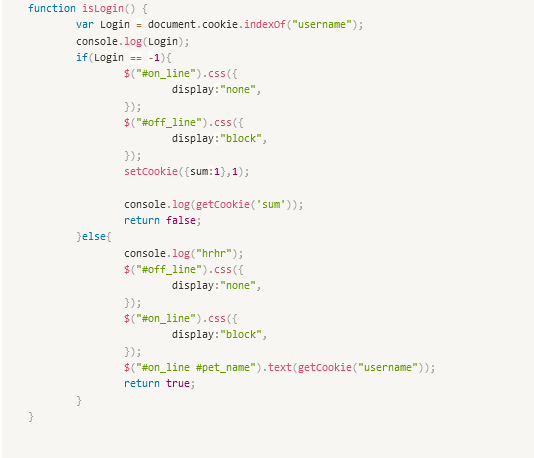 function isLogin() {
        var Login = document.cookie.indexOf("username");
        console.log(Login);
        if(Login == -1){
                $("#on_line").css({
                        display:"none",
                });
                $("#off_line").css({
                        display:"block",
                });
                setCookie({sum:1},1);

                console.log(getCookie('sum'));
                return false;
        }else{
                console.log("hrhr");
                $("#off_line").css({
                        display:"none",
                });
                $("#on_line").css({
                        display:"block",
                });
                $("#on_line #pet_name").text(getCookie("username"));
                return true;
        }
}